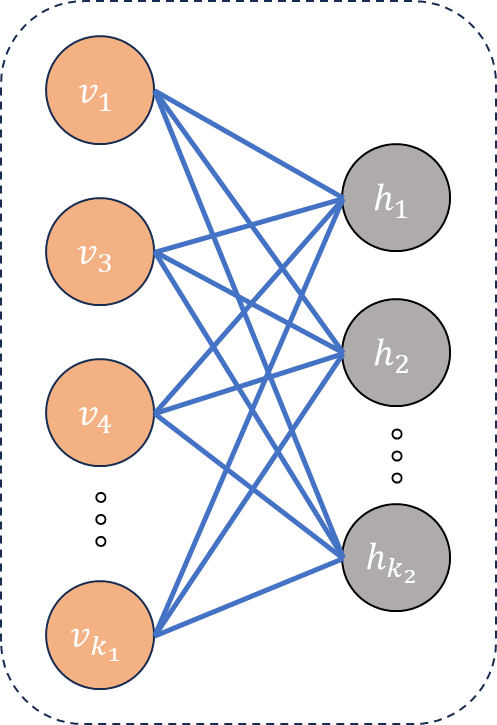 v₁
v₃
v₄
vₖ₁
h₁
h₂
hₖ₂